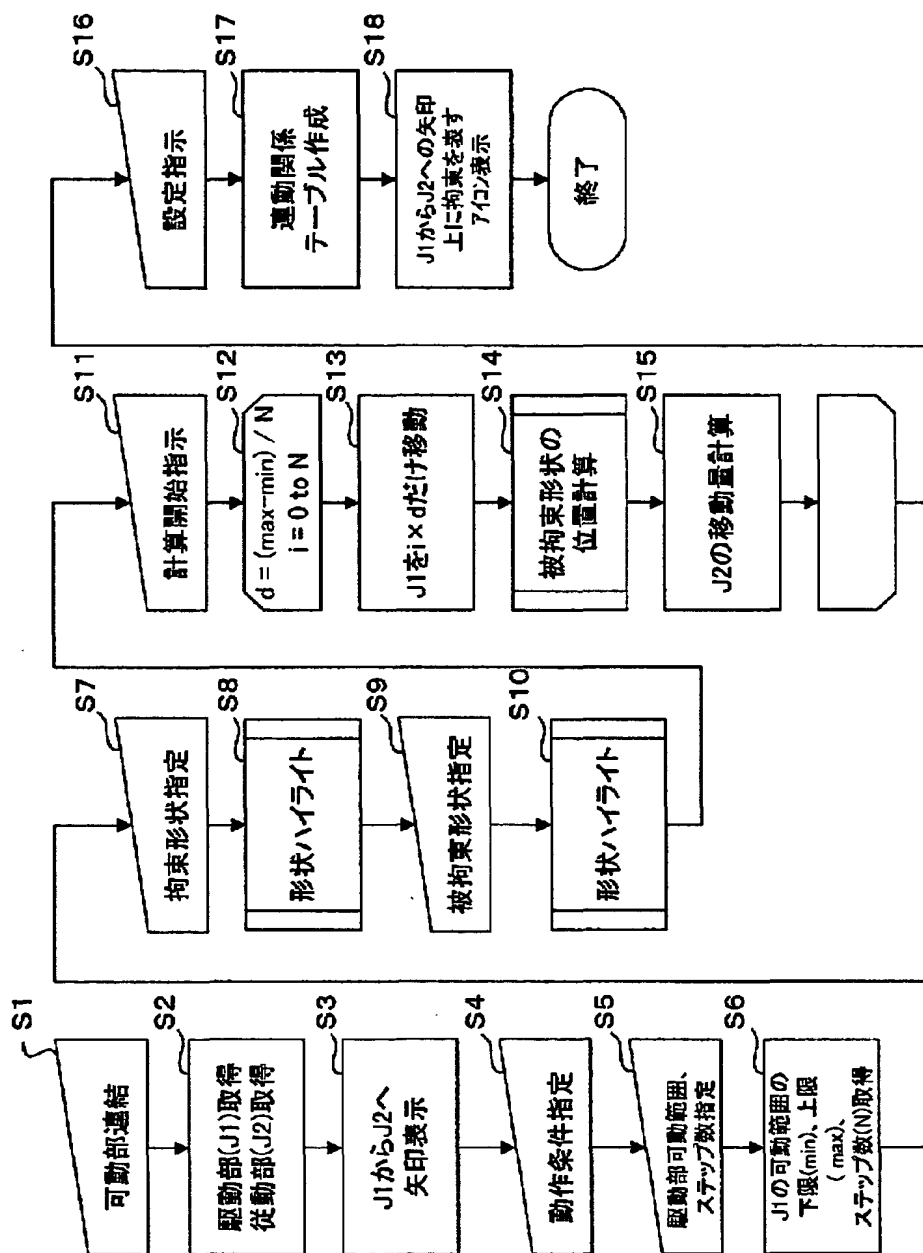 S1
可動部連結
S2
駆動部(J1)取得
従動部(J2)取得
S3
J1からJ2へ
矢印表示
S4
動作条件指定
S5
駆動部可動範囲、
ステップ数指定
S6
J1の可動範囲の
下限(min)、上限
(max)、
ステップ数(N)取得
S7
拘束形状指定
S8
形状ハイライト
S9
被拘束形状指定
S10
形状ハイライト
S11
計算開始指示
S12
d = (max-min) / N
i = 0 to N
S13
J1をi×dだけ移動
S14
被拘束形状の
位置計算
S15
J2の移動量計算
S16
設定指示
S17
連動関係
テーブル作成
S18
J1からJ2への矢印
上に拘束を表す
アイコン表示
終了